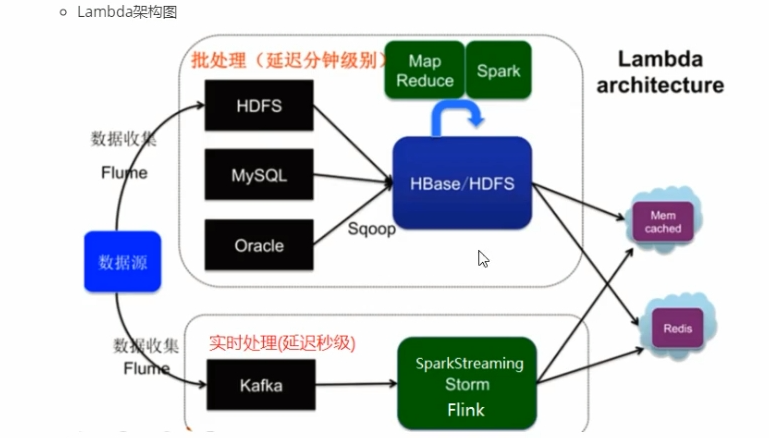 Lambda架构图
批处理（延迟分钟级别）
Map
Reduce
Spark
Lambda
architecture
HDFS
数据收集
Flume
MySQL
HBase/HDFS
Oracle
Sqoop
Mem
cached
数据源
Redis
实时处理(延迟秒级)
数据收集
Flume
Kafka
SparkStreaming
Storm
Flink